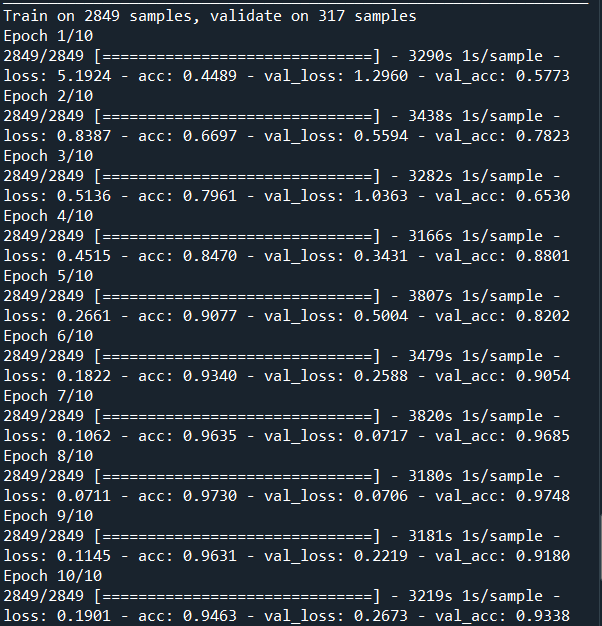 Train on 2849 samples, validate on 317 samples
Epoch 1/10
2849/2849 [==============================] - 3290s 1s/sample -
loss: 5.1924 - acc: 0.4489 - val_loss: 1.2960 - val_acc: 0.5773
Epoch 2/10
2849/2849 [==============================] - 3438s 1s/sample -
loss: 0.8387 - acc: 0.6697 - val_loss: 0.5594 - val_acc: 0.7823
Epoch 3/10
2849/2849 [==============================] - 3282s 1s/sample -
loss: 0.5136 - acc: 0.7961 - val_loss: 1.0363 - val_acc: 0.6530
Epoch 4/10
2849/2849 [==============================] - 3166s 1s/sample -
loss: 0.4515 - acc: 0.8470 - val_loss: 0.3431 - val_acc: 0.8801
Epoch 5/10
2849/2849 [==============================] - 3807s 1s/sample -
loss: 0.2661 - acc: 0.9077 - val_loss: 0.5004 - val_acc: 0.8202
Epoch 6/10
2849/2849 [==============================] - 3479s 1s/sample -
loss: 0.1822 - acc: 0.9340 - val_loss: 0.2588 - val_acc: 0.9054
Epoch 7/10
2849/2849 [==============================] - 3820s 1s/sample -
loss: 0.1062 - acc: 0.9635 - val_loss: 0.0717 - val_acc: 0.9685
Epoch 8/10
2849/2849 [==============================] - 3180s 1s/sample -
loss: 0.0711 - acc: 0.9730 - val_loss: 0.0706 - val_acc: 0.9748
Epoch 9/10
2849/2849 [==============================] - 3181s 1s/sample -
loss: 0.1145 - acc: 0.9631 - val_loss: 0.2219 - val_acc: 0.9180
Epoch 10/10
2849/2849 [==============================] - 3219s 1s/sample -
loss: 0.1901 - acc: 0.9463 - val_loss: 0.2673 - val_acc: 0.9338